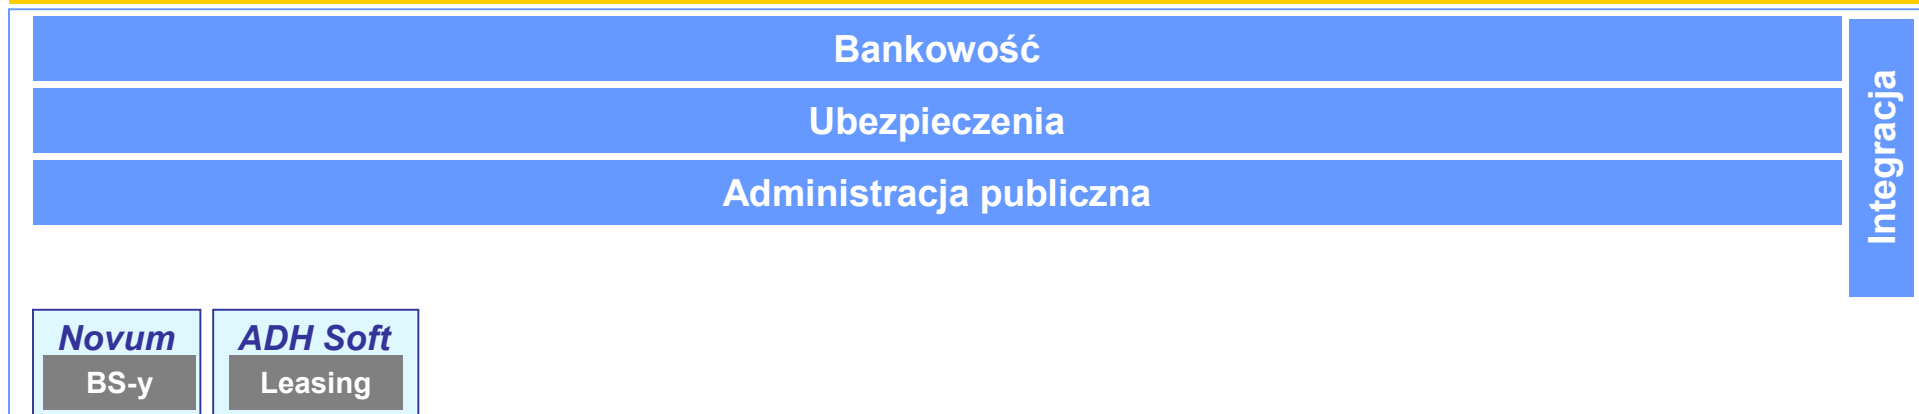 Bankowość
Ubezpieczenia
Administracja publiczna
Integracja
Novum
BS-y
ADH Soft
Leasing